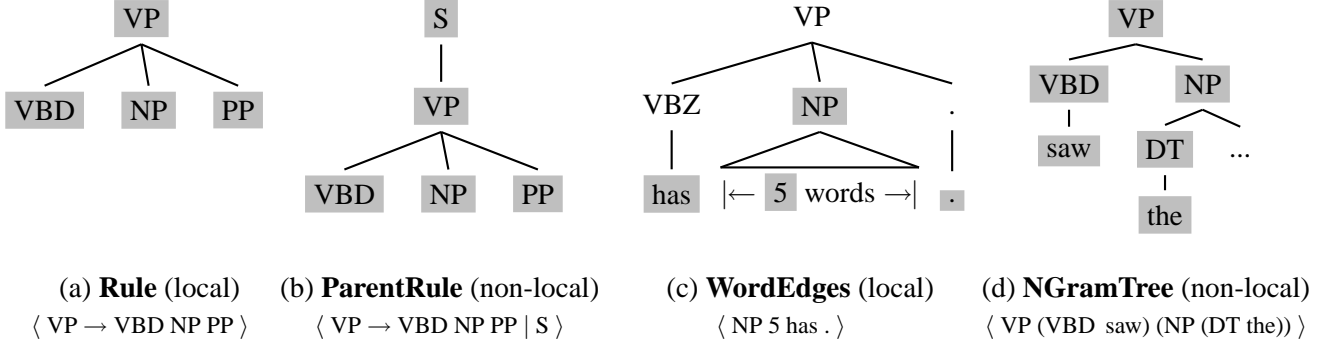 VP
VBD NP PP
(a) Rule (local)
⟨ VP → VBD NP PP ⟩
S
VP
VBD NP PP
(b) ParentRule (non-local)
⟨ VP → VBD NP PP | S ⟩
VP
VBZ NP .
has |← 5 words →| .
(c) WordEdges (local)
⟨ NP 5 has . ⟩
VP
VBD NP
saw DT ...
the
(d) NGramTree (non-local)
⟨ VP (VBD saw) (NP (DT the)) ⟩